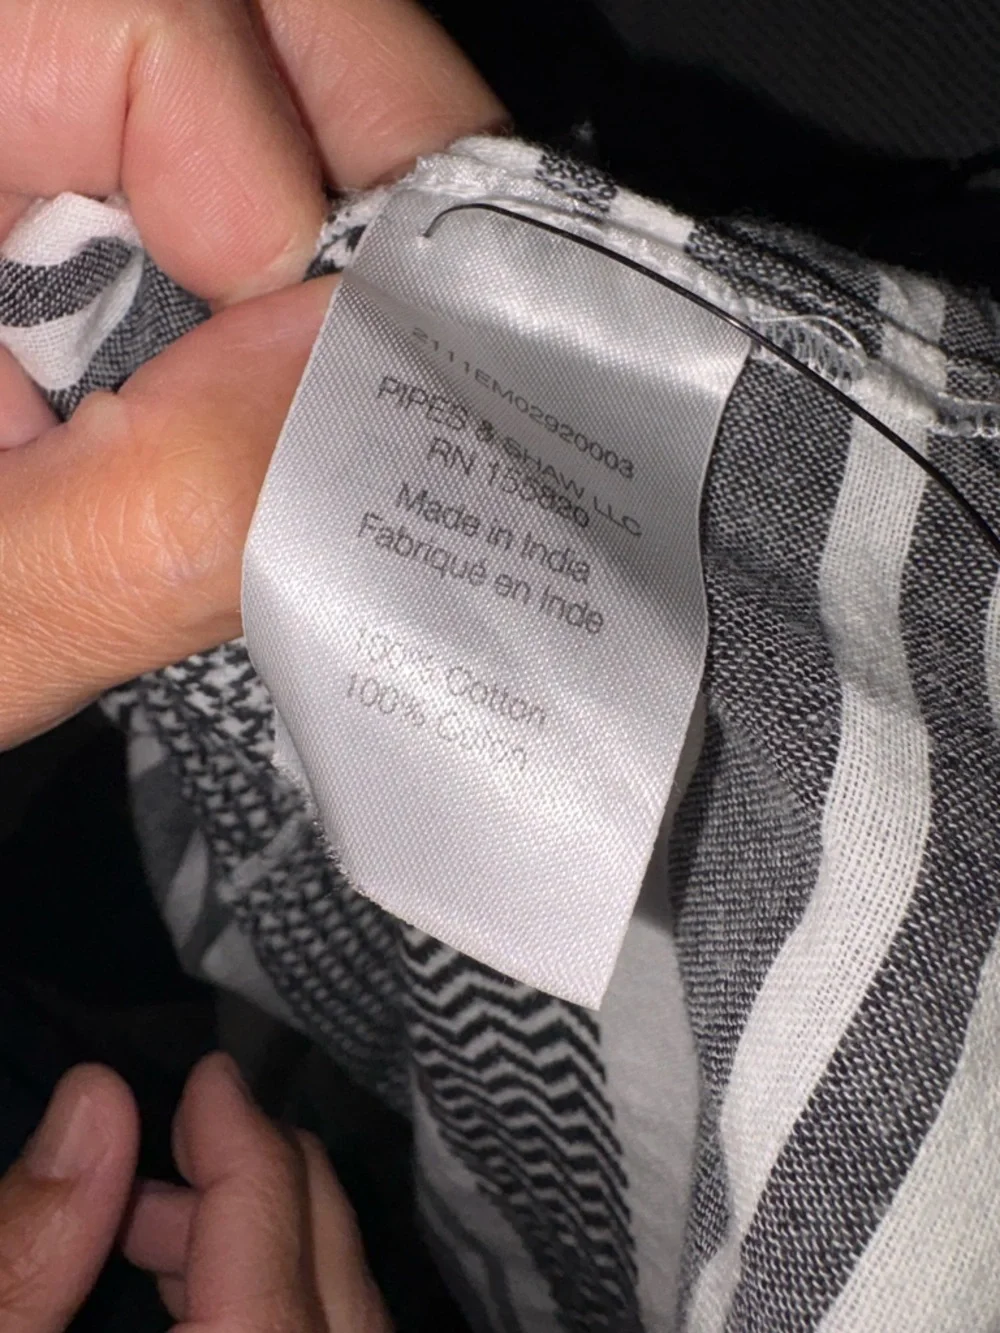 2111EM02920003
PIPES & SHAW LLC
RN 155820
Made in India
Fabriqué en Inde
100% Cotton
100% Coton